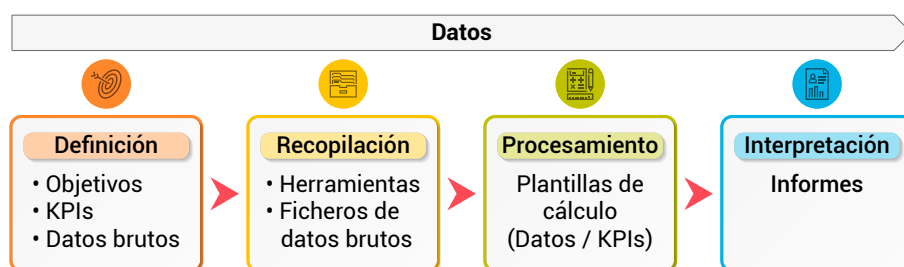 Datos
Definición
• Objetivos
• KPIs
• Datos brutos
Recopilación
• Herramientas
• Ficheros de
datos brutos
Procesamiento
Plantillas de
cálculo
(Datos / KPIs)
Interpretación
Informes